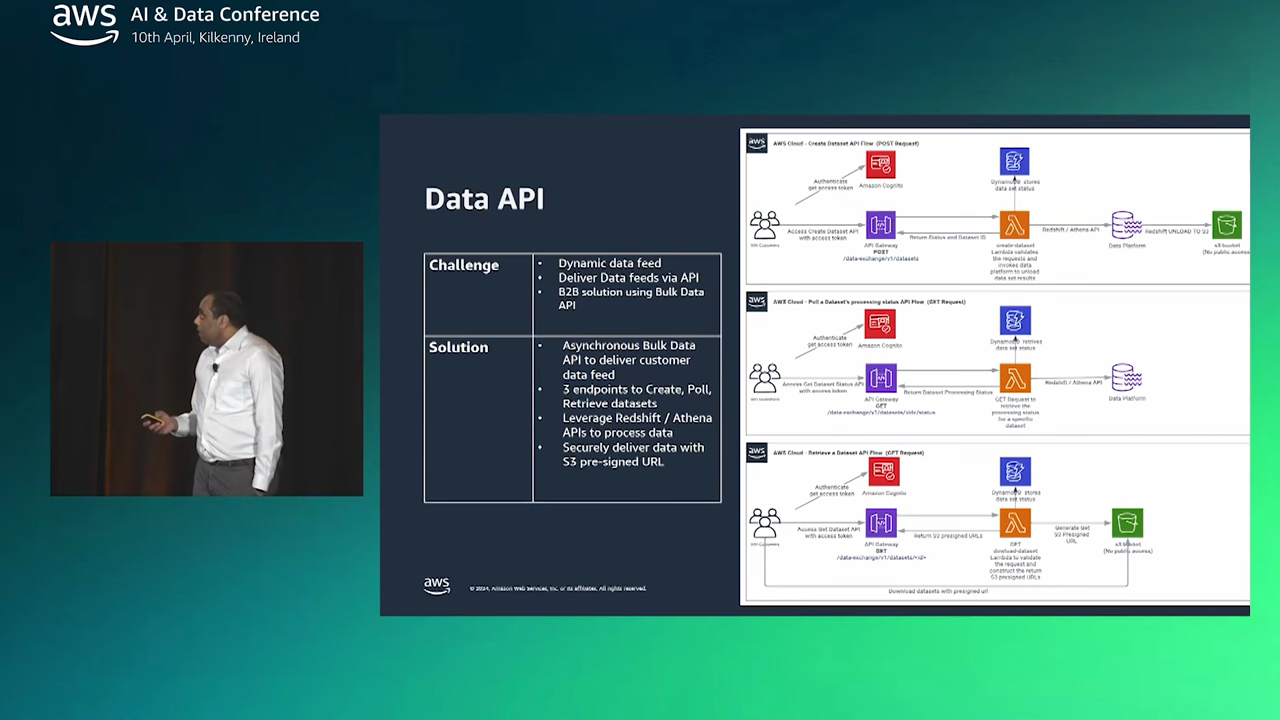 aws
AI & Data Conference
10th April, Kilkenny, Ireland
Data API
Challenge
• Dynamic data feed
• Deliver Data feeds via API
• B2B solution using Bulk Data
API
Solution
• Asynchronous Bulk Data
API to deliver customer
data feed
• 3 endpoints to Create, Poll,
Retrieve datasets
• Leverage Redshift / Athena
APIs to process data
• Securely deliver data with
S3 pre-signed URL
aws
© 2024, Amazon Web Services, Inc. or its affiliates. All rights reserved.
aws
AWS Cloud - Create Dataset API Flow (POST Request)
Authenticate
get access token
Amazon Cognito
DynamoDB stores
data set status
Access Create Dataset API
with access token
API Gateway
POST
/data-exchange/v1/datasets
Return Status and Dataset ID
create-dataset
Lambda validates
the requests and
invokes data
platform to unload
data set results
Redshift / Athena API
Data Platform
Redshift UNLOAD TO S3
s3 bucket
(No public access
aws
AWS Cloud - Poll a Dataset's processing status API Flow (GET Request)
Authenticate
get access token
Amazon Cognito
data set status
Access Get Dataset Status API
with access token
API Gateway
GET
/data-exchange/v1/datasets/<id>/status
Return Dataset Processing Status
GET Request to
retrieve the
processing status
for a specific
dataset
Redshift / Athena API
Data Platform
aws
AWS Cloud - Retrieve a Dataset API Flow (GET Request)
Authenticate
get access token
Amazon Cognito
DynamoDB stores
data set status
Access Get Dataset API
with access token
API Gateway
GET
/data-exchange/v1/datasets/<id>
Return S3 presigned URLs
GET
Lambda to validate
the request and
construct the return
S3 presigned URLs
Generate Get
S3 Presigned
URL
s3 bucket
(No public access)
Download datasets with presigned url